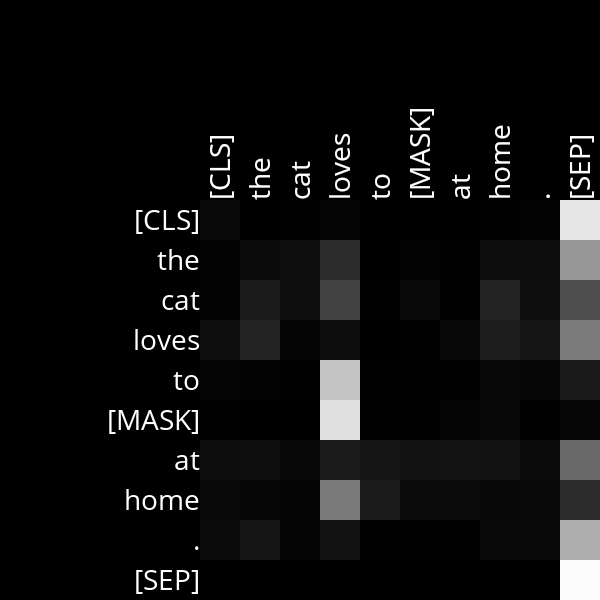 [CLS] the cat loves to [MASK] at home . [SEP]
[CLS]
the
cat
loves
to
[MASK]
at
home
.
[SEP]